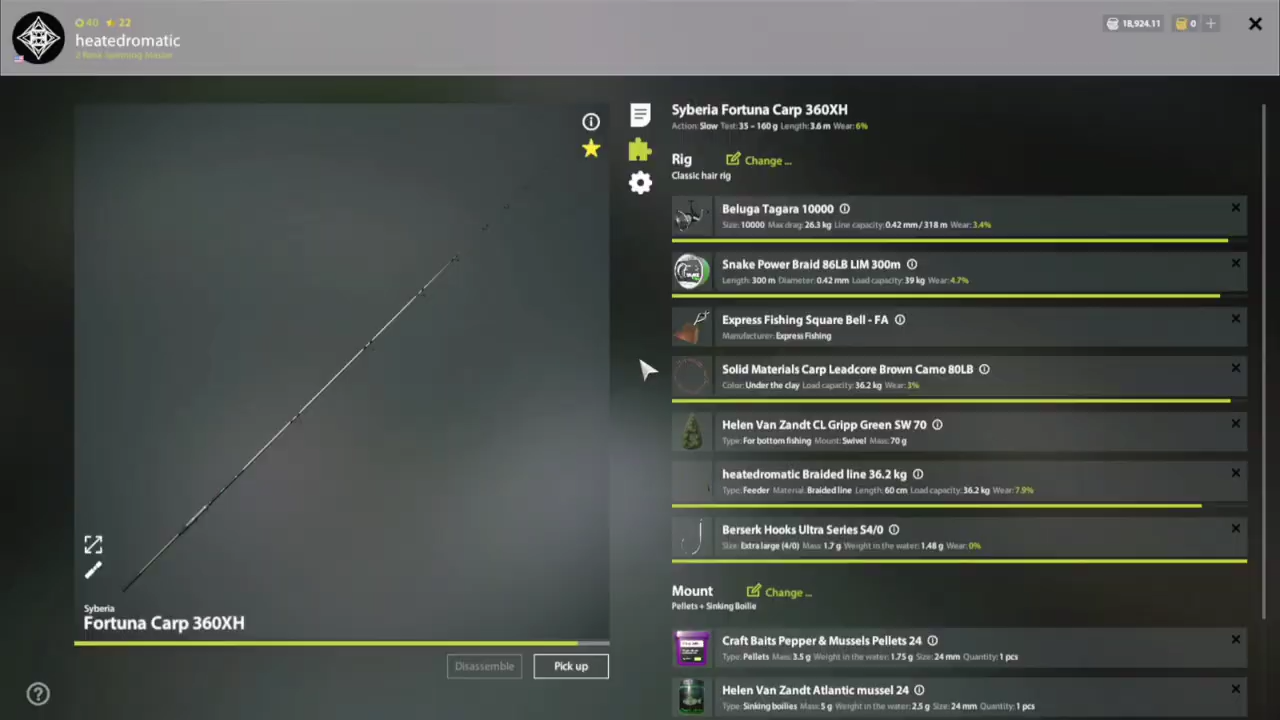 40 22
heatedromatic
2 Rank Spinning Master
18,924.11 0
Syberia Fortuna Carp 360XH
Action: Slow Test: 35 – 160 g Length: 3.6 m Wear: 6%
Rig Change ...
Classic hair rig
Beluga Tagara 10000
Size: 10000 Max drag: 26.3 kg Line capacity: 0.42 mm / 318 m Wear: 3.4%
Snake Power Braid 86LB LIM 300m
Length: 300 m Diameter: 0.42 mm Load capacity: 39 kg Wear: 4.7%
Express Fishing Square Bell - FA
Manufacturer: Express Fishing
Solid Materials Carp Leadcore Brown Camo 80LB
Color: Under the clay Load capacity: 36.2 kg Wear: 3%
Helen Van Zandt CL Gripp Green SW 70
Type: For bottom fishing Mount: Swivel Mass: 70 g
heatedromatic Braided line 36.2 kg
Type: Feeder Material: Braided line Length: 60 cm Load capacity: 36.2 kg Wear: 7.9%
Berserk Hooks Ultra Series S4/0
Size: Extra large (4/0) Mass: 1.7 g Weight in the water: 1.48 g Wear: 0%
Mount Change ...
Pellets + Sinking Boilie
Craft Baits Pepper & Mussels Pellets 24
Type: Pellets Mass: 3.5 g Weight in the water: 1.75 g Size: 24 mm Quantity: 1 pcs
Helen Van Zandt Atlantic mussel 24
Type: Sinking boilies Mass: 5 g Weight in the water: 2.5 g Size: 24 mm Quantity: 1 pcs
Syberia
Fortuna Carp 360XH
Disassemble Pick up